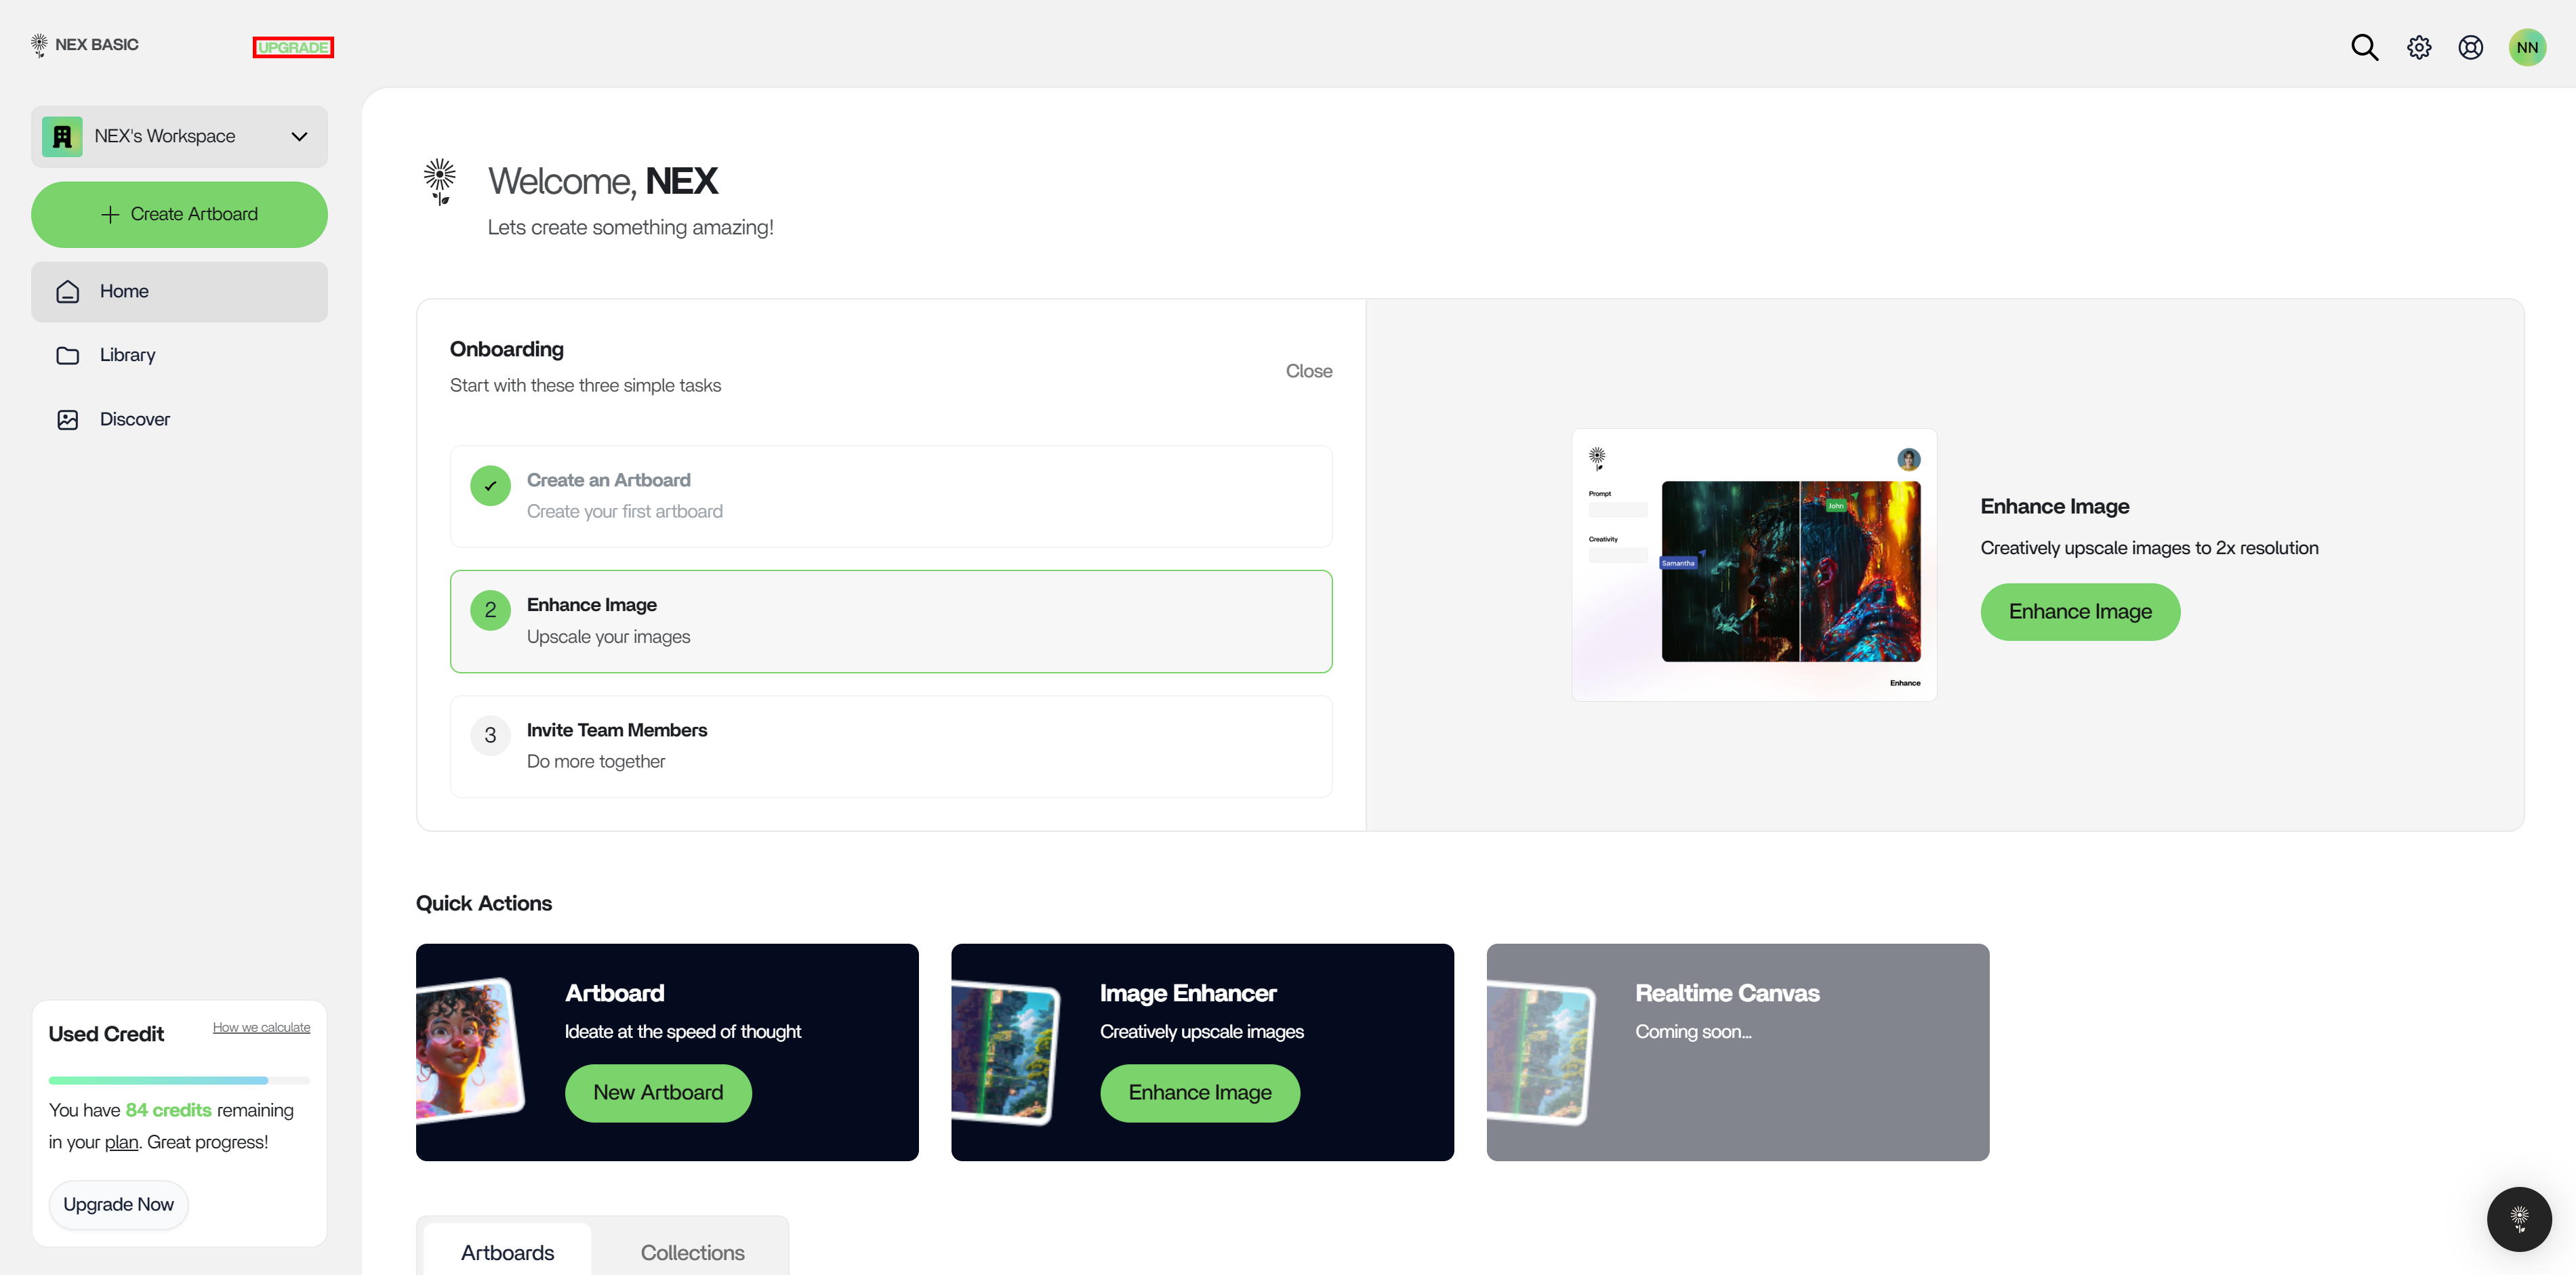 NEX BASIC
UPGRADE
NN
NEX's Workspace
Create Artboard
Home
Library
Discover
Welcome, NEX
Lets create something amazing!
Onboarding
Start with these three simple tasks
Close
Create an Artboard
Create your first artboard
2
Enhance Image
Upscale your images
3
Invite Team Members
Do more together
Prompt
Creativity
John
Samantha
Enhance
Enhance Image
Creatively upscale images to 2x resolution
Enhance Image
Quick Actions
Artboard
Ideate at the speed of thought
New Artboard
Image Enhancer
Creatively upscale images
Enhance Image
Realtime Canvas
Coming soon...
Used Credit
How we calculate
You have 84 credits remaining
in your plan. Great progress!
Upgrade Now
Artboards
Collections